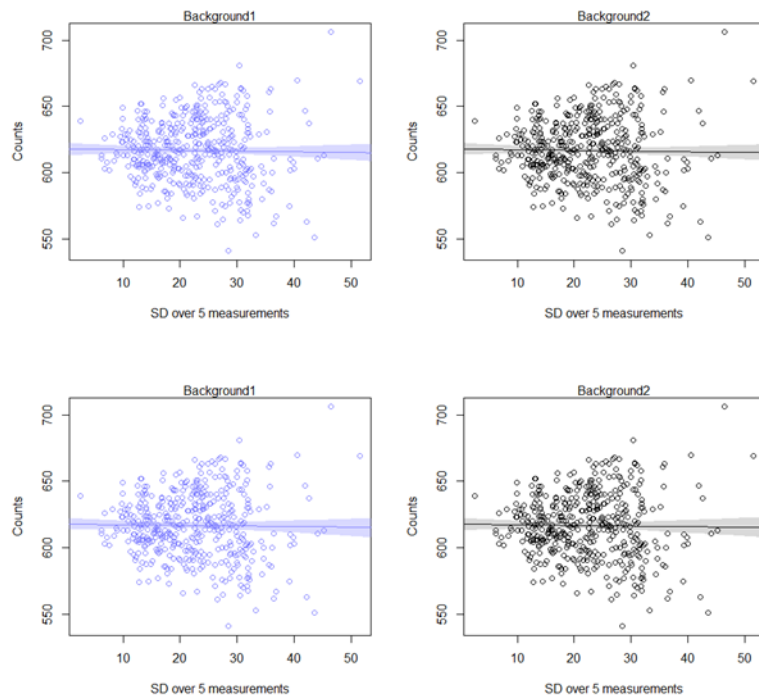 Background1 Background2
700 700
650 650
Counts Counts
600 600
550 550
10 20 30 40 50 10 20 30 40 50
SD over 5 measurements SD over 5 measurements
Background1 Background2
700 700
650 650
Counts Counts
600 600
550 550
10 20 30 40 50 10 20 30 40 50
SD over 5 measurements SD over 5 measurements